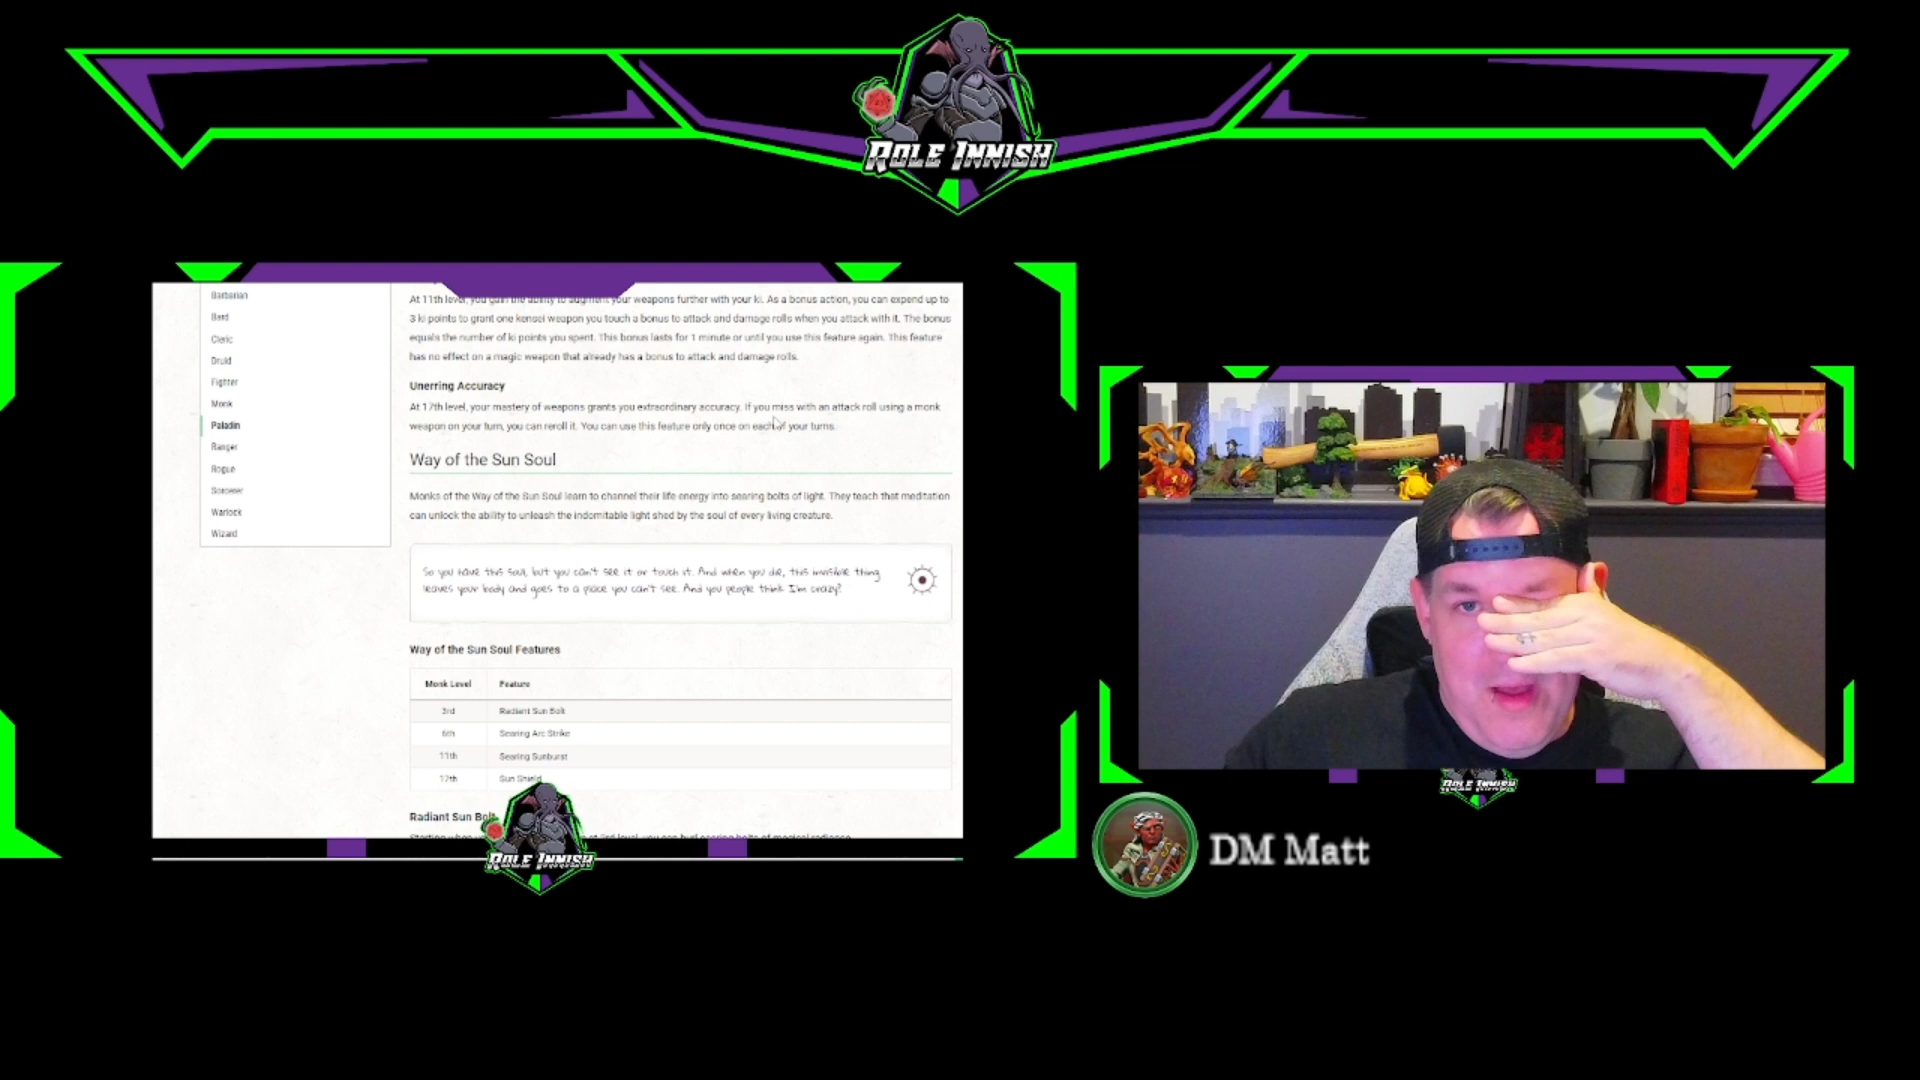 ROLE INNISH
Barbarian
Bard
Cleric
Druid
Fighter
Monk
Paladin
Ranger
Rogue
Sorcerer
Warlock
Wizard
At 11th level, you gain the ability to augment your weapons further with your ki. As a bonus action, you can expend up to
3 ki points to grant one kensei weapon you touch a bonus to attack and damage rolls when you attack with it. The bonus
equals the number of ki points you spent. This bonus lasts for 1 minute or until you use this feature again. This feature
has no effect on a magic weapon that already has a bonus to attack and damage rolls.
Unerring Accuracy
At 17th level, your mastery of weapons grants you extraordinary accuracy. If you miss with an attack roll using a monk
weapon on your turn, you can reroll it. You can use this feature only once on each of your turns.
Way of the Sun Soul
Monks of the Way of the Sun Soul learn to channel their life energy into searing bolts of light. They teach that meditation
can unlock the ability to unleash the indomitable light shed by the soul of every living creature.
So you have this soul, but you can't see it or touch it. And when you die, this invisible thing
leaves your body and goes to a place you can't see. And you people think I'm crazy?
Way of the Sun Soul Features
Monk Level Feature
3rd Radiant Sun Bolt
6th Searing Arc Strike
11th Searing Sunburst
17th Sun Shield
Radiant Sun Bolt
Starting when at 3rd level, you can hurl searing bolts of magical radiance.
ROLE INNISH
ROLE INNISH
DM Matt